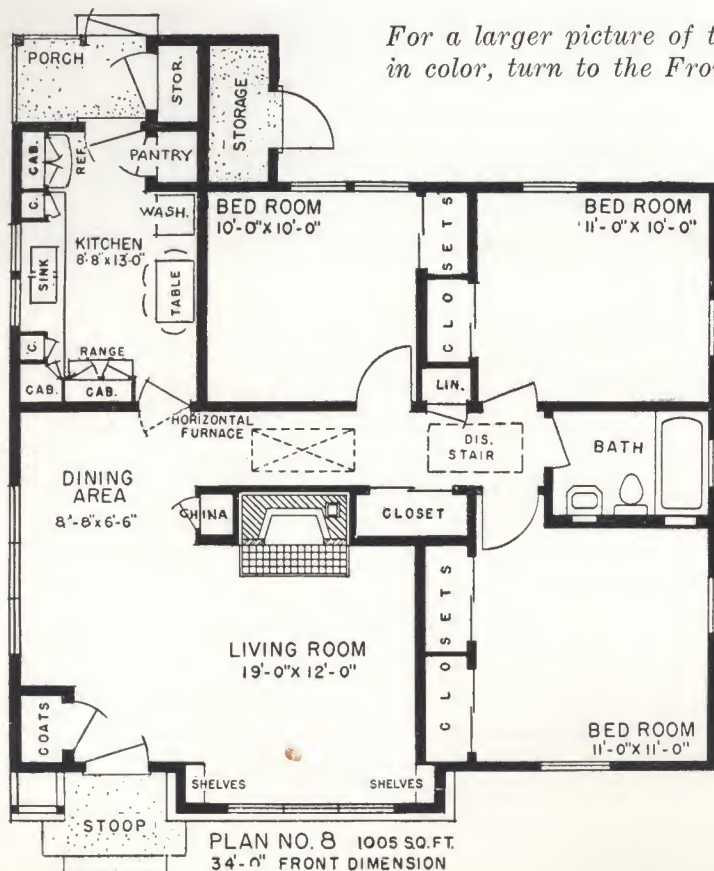 For a larger picture of
in color, turn to the
PORCH
STOR.
STORAGE
CAB.
REF.
PANTRY
C.
WASH.
BED ROOM
10'-0" X 10'-0"
CLOSETS
BED ROOM
11'-0" X 10'-0"
KITCHEN
8'-8" x 13'-0"
SINK
TABLE
C.
RANGE
CAB.
CAB.
LIN.
HORIZONTAL
FURNACE
DIS.
STAIR
BATH
DINING
AREA
8'-8" x 6'-6"
CHINA
CLOSET
LIVING ROOM
19'-0" X 12'-0"
CLOSETS
COATS
BED ROOM
11'-0" X 11'-0"
SHELVES
SHELVES
STOOP
PLAN NO. 8 1005 SQ. FT.
34'-0" FRONT DIMENSION